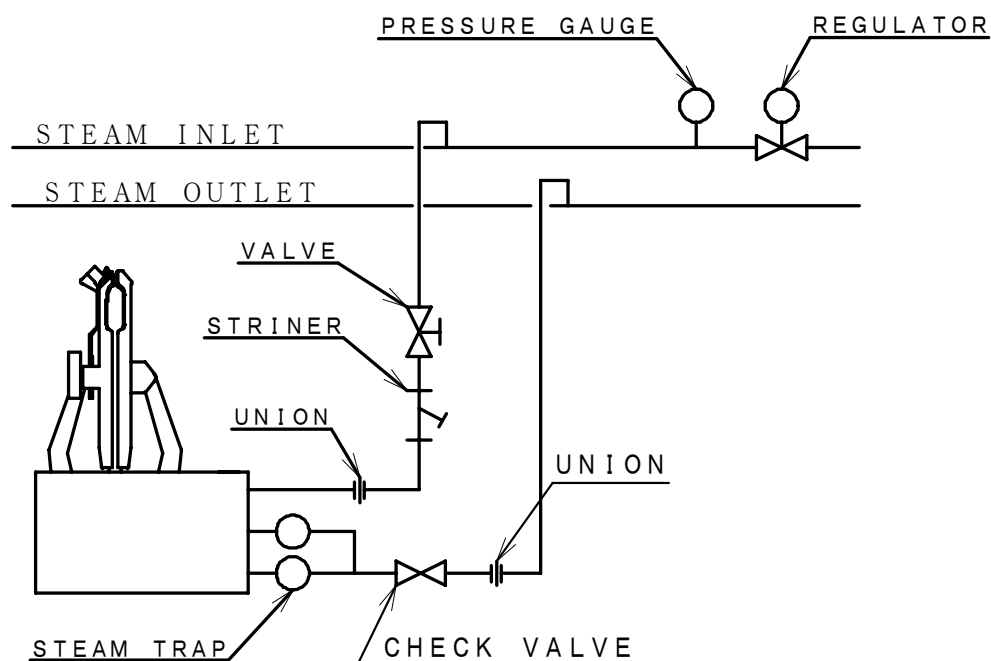 PRESSURE GAUGE
REGULATOR
STEAM INLET
STEAM OUTLET
VALVE
STRINER
UNION
UNION
STEAM TRAP
CHECK VALVE